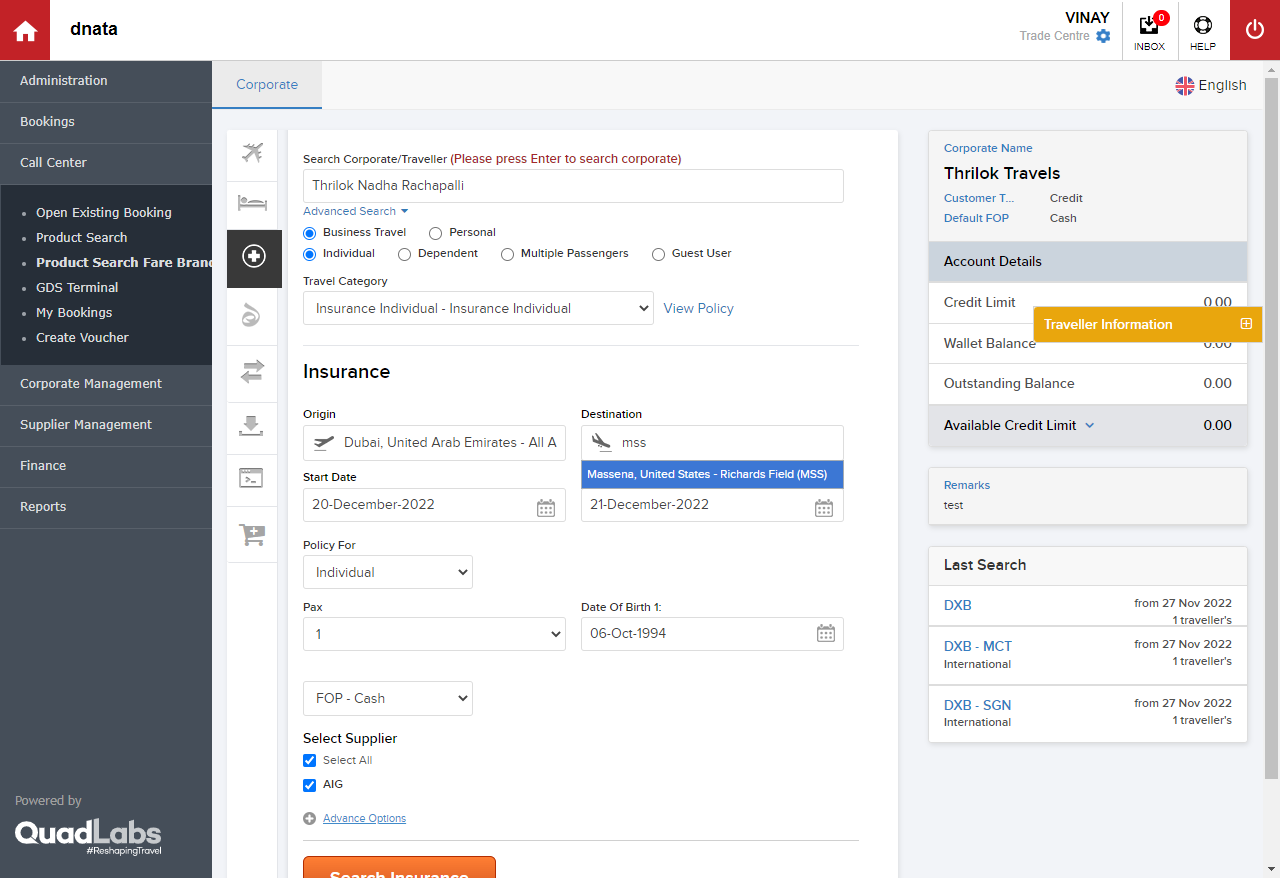 dnata
VINAY
Trade Centre
0
INBOX
HELP
Administration
Bookings
Call Center
Open Existing Booking
Product Search
Product Search Fare Bran
GDS Terminal
My Bookings
Create Voucher
Corporate Management
Supplier Management
Finance
Reports
Powered by
QuadLabs
#ReshapingTravel
Corporate
English
Search Corporate/Traveller (Please press Enter to search corporate)
Thrilok Nadha Rachapalli
Advanced Search
Business Travel Personal
Individual Dependent Multiple Passengers Guest User
Travel Category
Insurance Individual - Insurance Individual View Policy
Insurance
Origin Destination
Dubai, United Arab Emirates - All A mss
Massena, United States - Richards Field (MSS)
Start Date
20-December-2022 21-December-2022
Policy For
Individual
Pax Date Of Birth 1:
1 06-Oct-1994
FOP - Cash
Select Supplier
Select All
AIG
Advance Options
Search Insurance
Corporate Name
Thrilok Travels
Customer T... Credit
Default FOP Cash
Account Details
Credit Limit 0.00
Traveller Information
Wallet Balance 0.00
Outstanding Balance 0.00
Available Credit Limit 0.00
Remarks
test
Last Search
DXB from 27 Nov 2022
1 traveller's
DXB - MCT from 27 Nov 2022
International 1 traveller's
DXB - SGN from 27 Nov 2022
International 1 traveller's